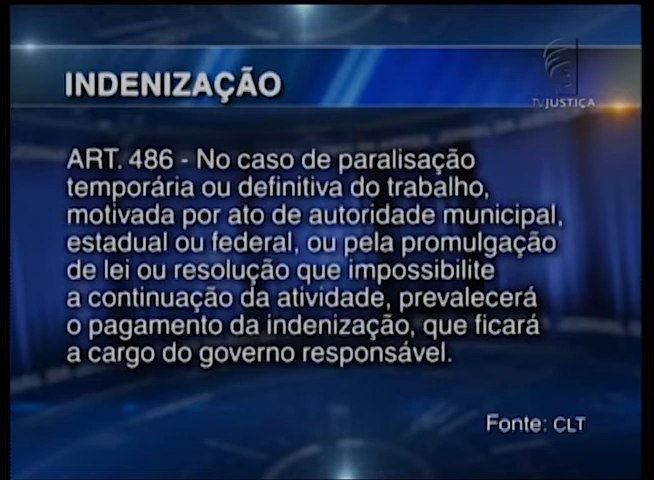 INDENIZAÇÃO
TV JUSTIÇA
ART. 486 - No caso de paralisação
temporária ou definitiva do trabalho,
motivada por ato de autoridade municipal,
estadual ou federal, ou pela promulgação
de lei ou resolução que impossibilite
a continuação da atividade, prevalecerá
o pagamento da indenização, que ficará
a cargo do governo responsável.
Fonte: CLT